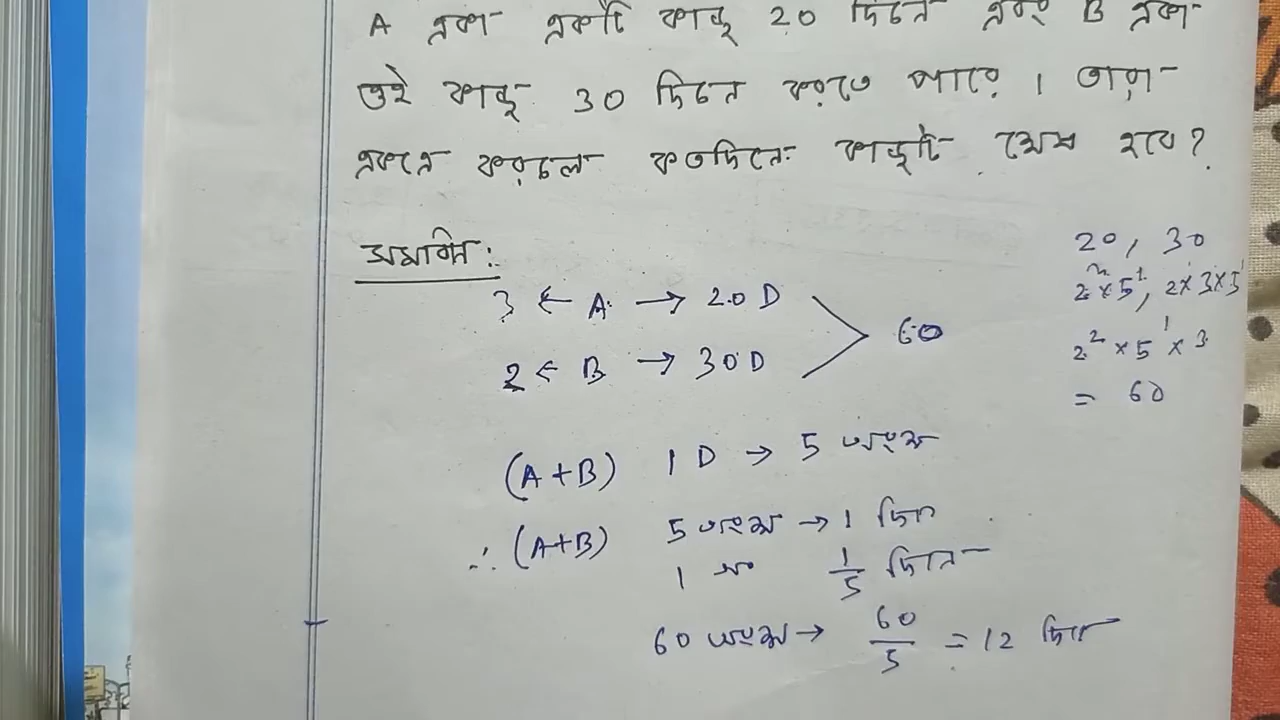 A একা একটি কাজ 20 দিনে এবং B একা
ওই কাজ 30 দিনে করতে পারে । তারা
একত্রে করলে কতদিনে কাজটি শেষ হবে?
সমাধান :
3 ← A → 20 D
2 ← B → 30 D
60
(A+B) 1 D → 5 অংশ
∴ (A+B) 5 অংশ → 1 দিন
1 অং 1/5 দিনে
60 অংশ → 60/5 = 12 দিনে
20, 30
2² × 5¹, 2 × 3 × 5¹
2² × 5¹ × 3
= 60